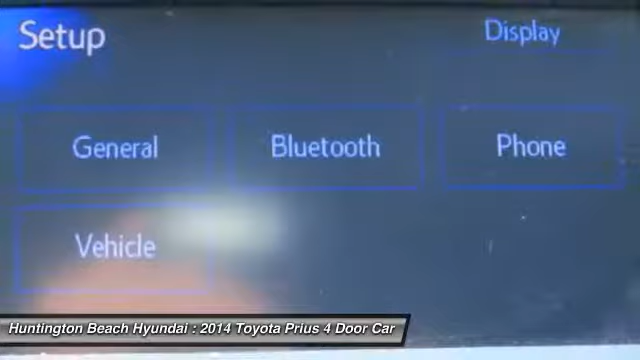 Setup
Display
General
Bluetooth
Phone
Vehicle
Huntington Beach Hyundai : 2014 Toyota Prius 4 Door Car